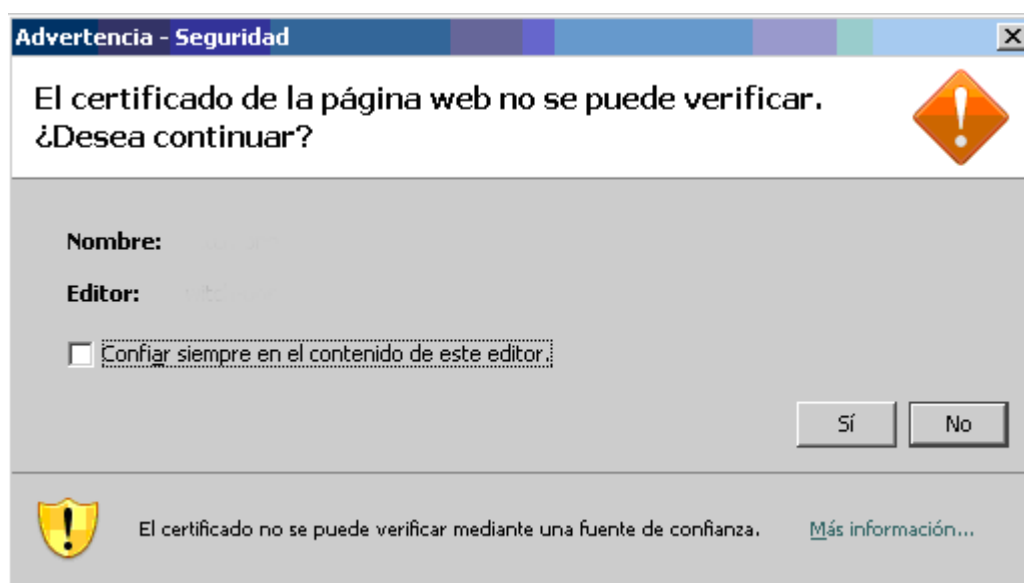 Advertencia - Seguridad
El certificado de la página web no se puede verificar.
¿Desea continuar?
Nombre:
Editor:
Confiar siempre en el contenido de este editor.
Sí
No
El certificado no se puede verificar mediante una fuente de confianza.
Más información...